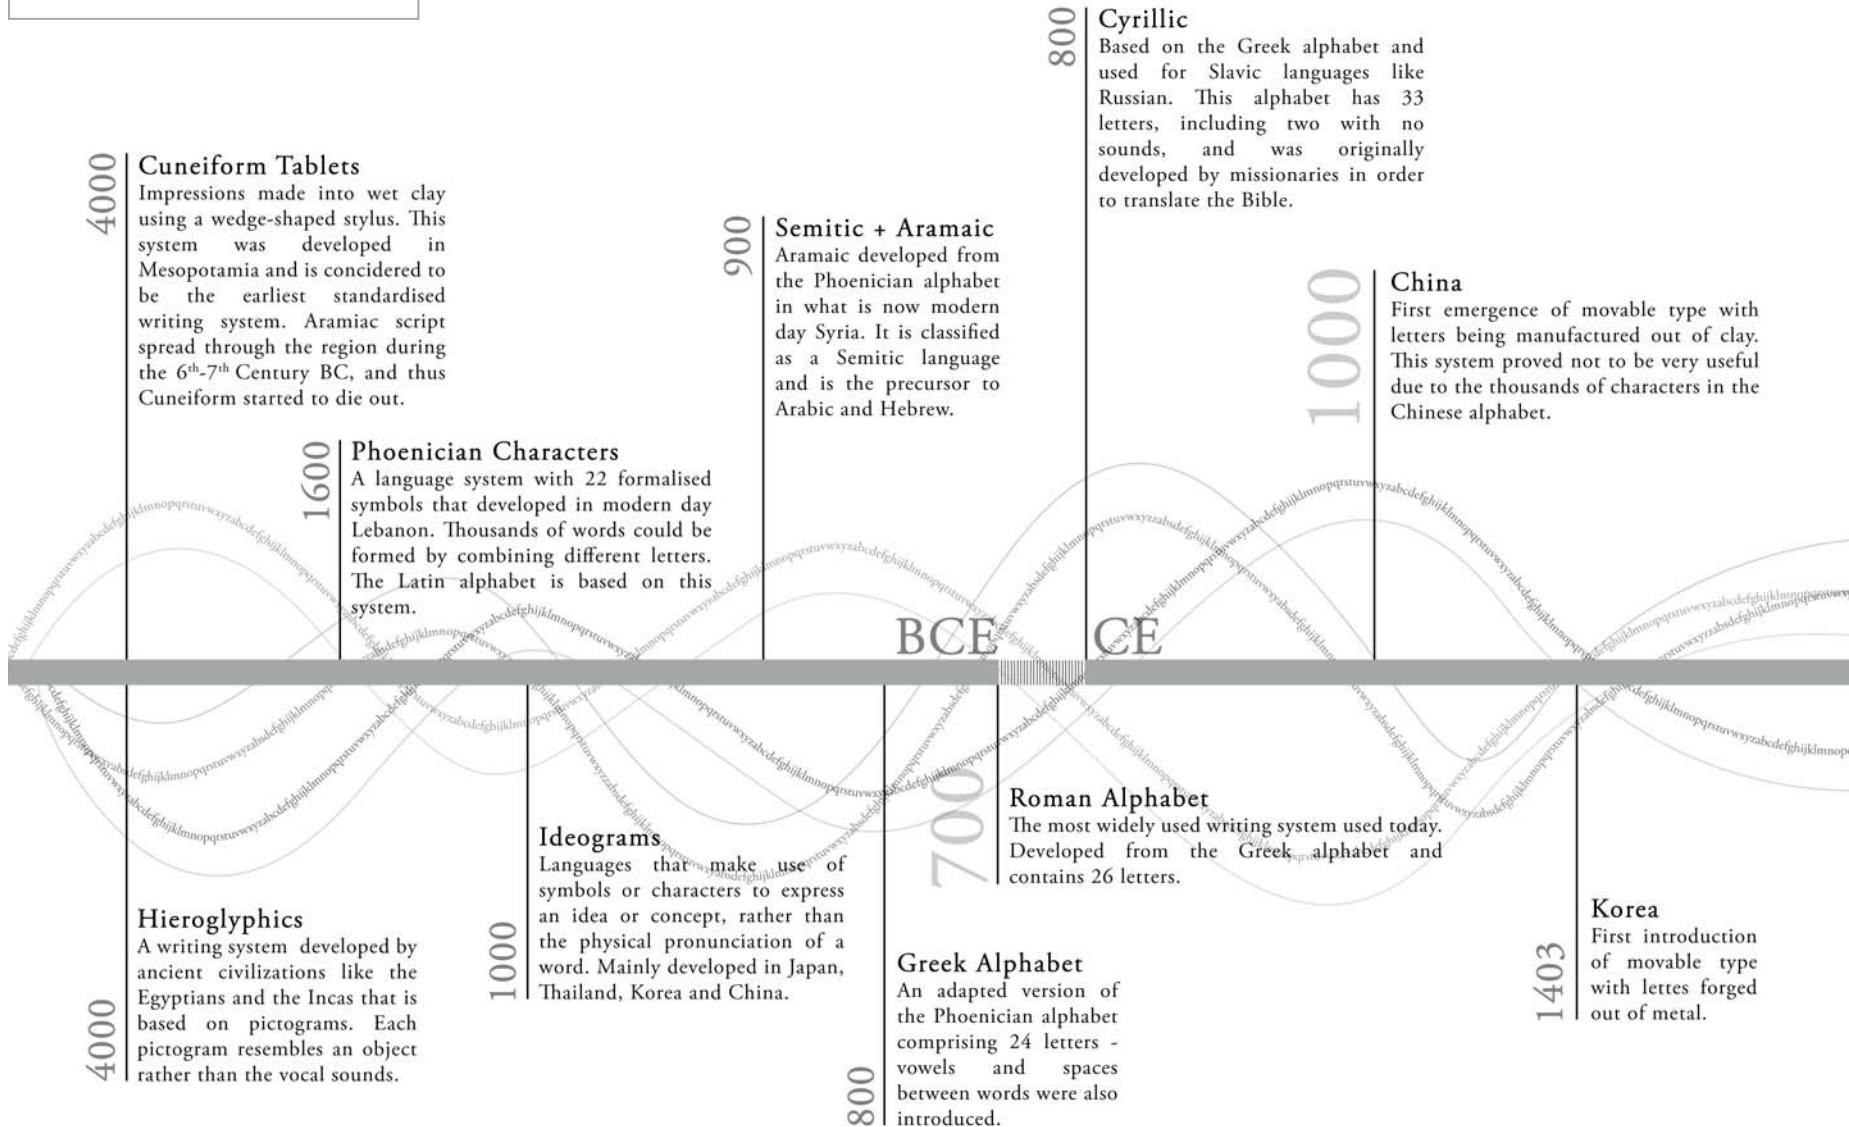 4000
Cuneiform Tablets
Impressions made into wet clay
using a wedge-shaped stylus. This
system was developed in
Mesopotamia and is concidered to
be the earliest standardised
writing system. Aramiac script
spread through the region during
the 6th-7th Century BC, and thus
Cuneiform started to die out.
1600
Phoenician Characters
A language system with 22 formalised
symbols that developed in modern day
Lebanon. Thousands of words could be
formed by combining different letters.
The Latin alphabet is based on this
system.
900
Semitic + Aramaic
Aramaic developed from
the Phoenician alphabet
in what is now modern
day Syria. It is classified
as a Semitic language
and is the precursor to
Arabic and Hebrew.
800
Cyrillic
Based on the Greek alphabet and
used for Slavic languages like
Russian. This alphabet has 33
letters, including two with no
sounds, and was originally
developed by missionaries in order
to translate the Bible.
1000
China
First emergence of movable type with
letters being manufactured out of clay.
This system proved not to be very useful
due to the thousands of characters in the
Chinese alphabet.
BCE
CE
4000
Hieroglyphics
A writing system developed by
ancient civilizations like the
Egyptians and the Incas that is
based on pictograms. Each
pictogram resembles an object
rather than the vocal sounds.
1000
Ideograms
Languages that make use of
symbols or characters to express
an idea or concept, rather than
the physical pronunciation of a
word. Mainly developed in Japan,
Thailand, Korea and China.
800
Greek Alphabet
An adapted version of
the Phoenician alphabet
comprising 24 letters -
vowels and spaces
between words were also
introduced.
700
Roman Alphabet
The most widely used writing system used today.
Developed from the Greek alphabet and
contains 26 letters.
1403
Korea
First introduction
of movable type
with lettes forged
out of metal.